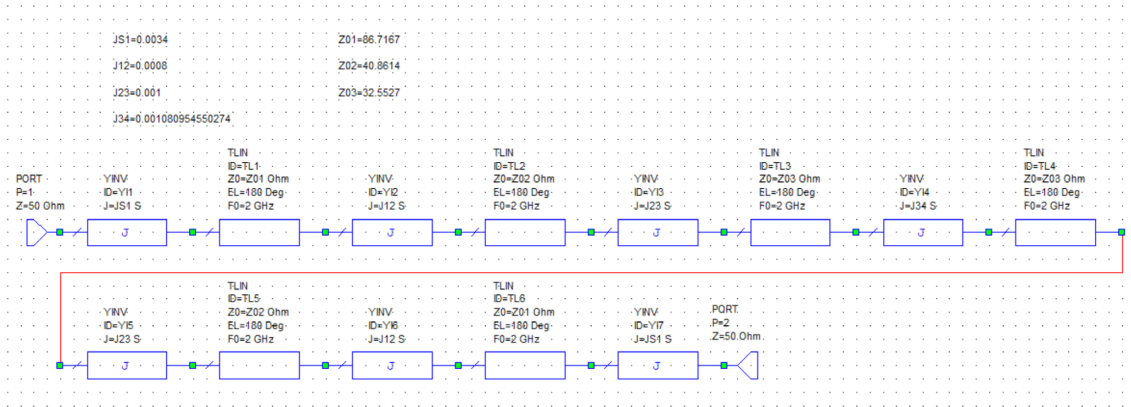 JS1=0.0034
Z01=86.7167
J12=0.0008
Z02=40.8614
J23=0.001
Z03=32.5527
J34=0.001080954550274
PORT
P=1
Z=50 Ohm
YINV
ID=YI1
J=JS1 S
J
TLIN
ID=TL1
Z0=Z01 Ohm
EL=180 Deg
F0=2 GHz
YINV
ID=YI2
J=J12 S
J
TLIN
ID=TL2
Z0=Z02 Ohm
EL=180 Deg
F0=2 GHz
YINV
ID=YI3
J=J23 S
J
TLIN
ID=TL3
Z0=Z03 Ohm
EL=180 Deg
F0=2 GHz
YINV
ID=YI4
J=J34 S
J
TLIN
ID=TL4
Z0=Z03 Ohm
EL=180 Deg
F0=2 GHz
YINV
ID=YI5
J=J23 S
J
TLIN
ID=TL5
Z0=Z02 Ohm
EL=180 Deg
F0=2 GHz
YINV
ID=YI6
J=J12 S
J
TLIN
ID=TL6
Z0=Z01 Ohm
EL=180 Deg
F0=2 GHz
YINV
ID=YI7
J=JS1 S
J
PORT
P=2
Z=50 Ohm